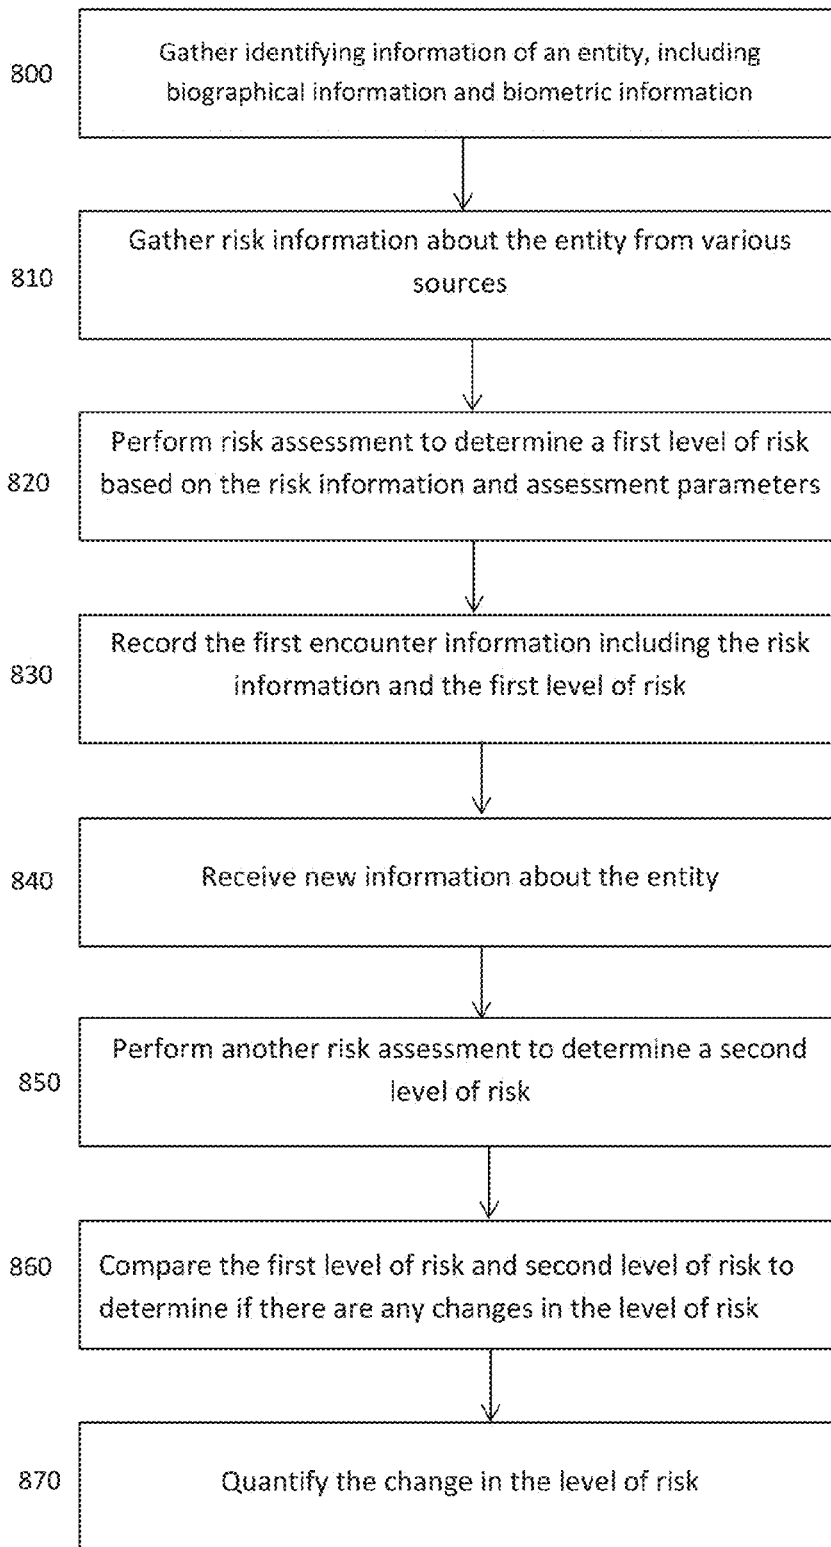 Gather identifying information of an entity, including
800
biographical information and biometric information
Gather risk information about the entity from various
810
sources
Perform risk assessment to determine a first level of risk
820
based on the risk information and assessment parameters
Record the first encounter information including the risk
830
information and the first level of risk
840
Receive new information about the entity
Perform another risk assessment to determine a second
850
level of risk
860
Compare the first level of risk and second level of risk to
determine if there are any changes in the level of risk
870
Quantify the change in the level of risk